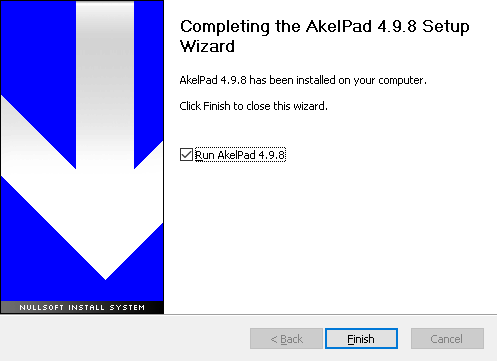 Completing the AkelPad 4.9.8 Setup
Wizard
AkelPad 4.9.8 has been installed on your computer.
Click Finish to close this wizard.
Run AkelPad 4.9.8
NULLSOFT INSTALL SYSTEM
< Back
Finish
Cancel